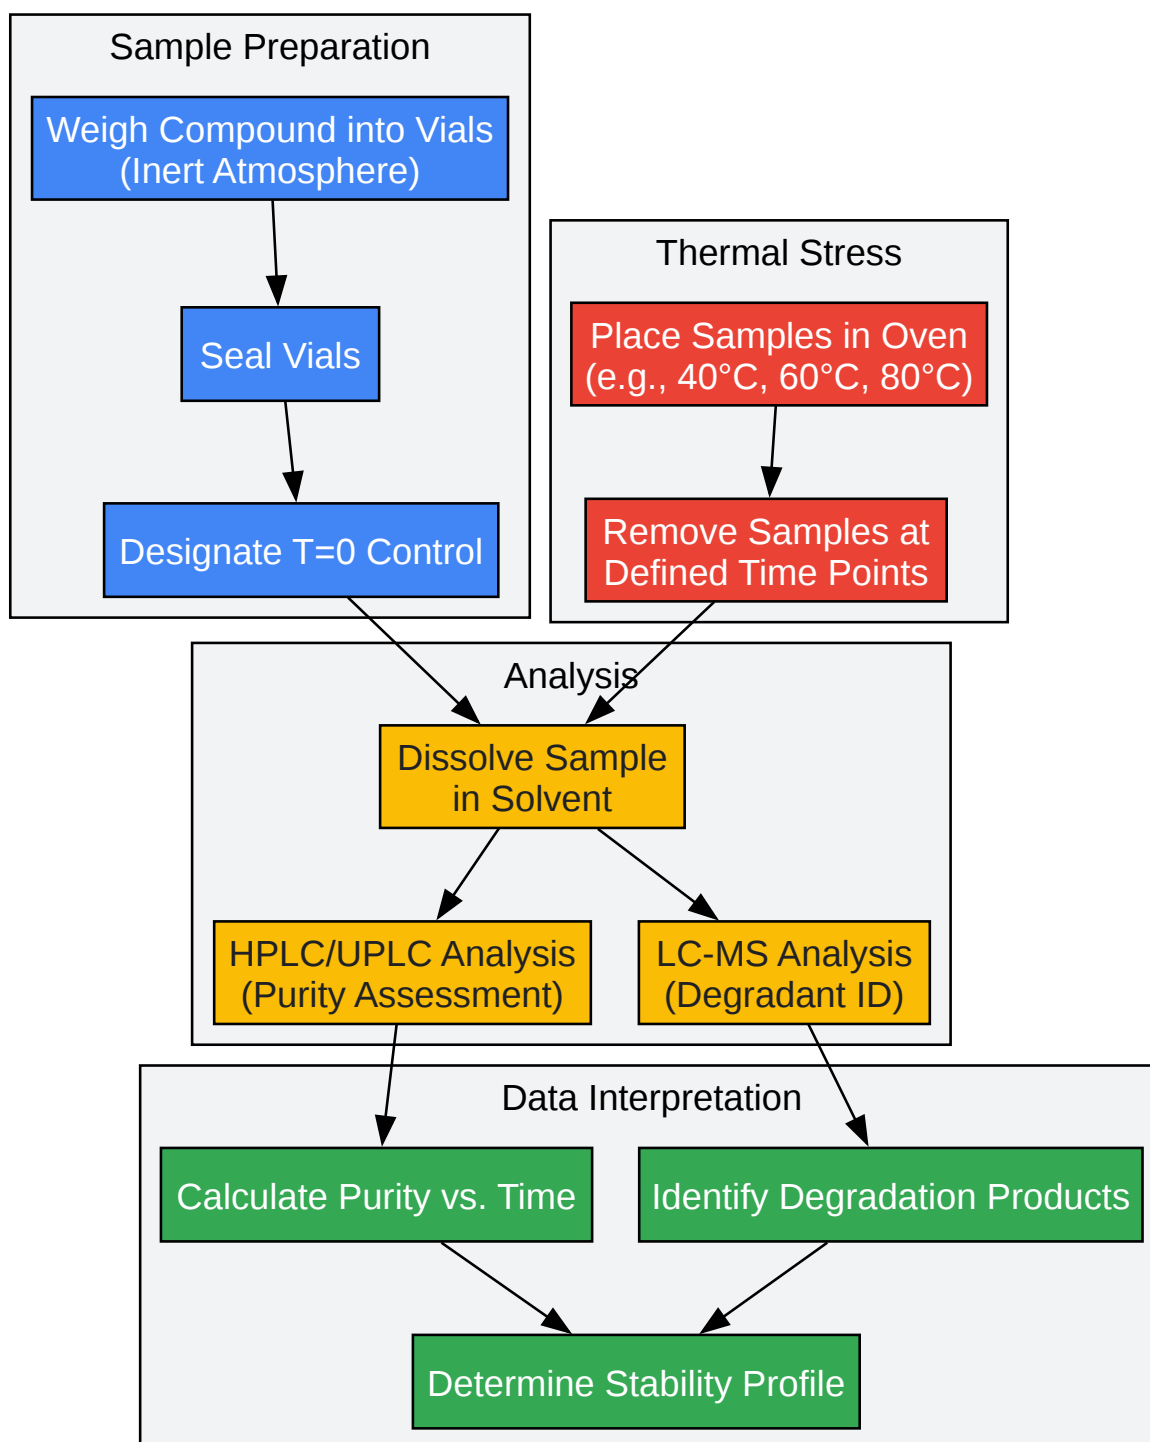 Sample Preparation
Weigh Compound into Vials
(Inert Atmosphere)
Seal Vials
Designate T=0 Control
Thermal Stress
Place Samples in Oven
(e.g., 40°C, 60°C, 80°C)
Remove Samples at
Defined Time Points
Analysis
Dissolve Sample
in Solvent
HPLC/UPLC Analysis
(Purity Assessment)
LC-MS Analysis
(Degradant ID)
Data Interpretation
Calculate Purity vs. Time
Identify Degradation Products
Determine Stability Profile